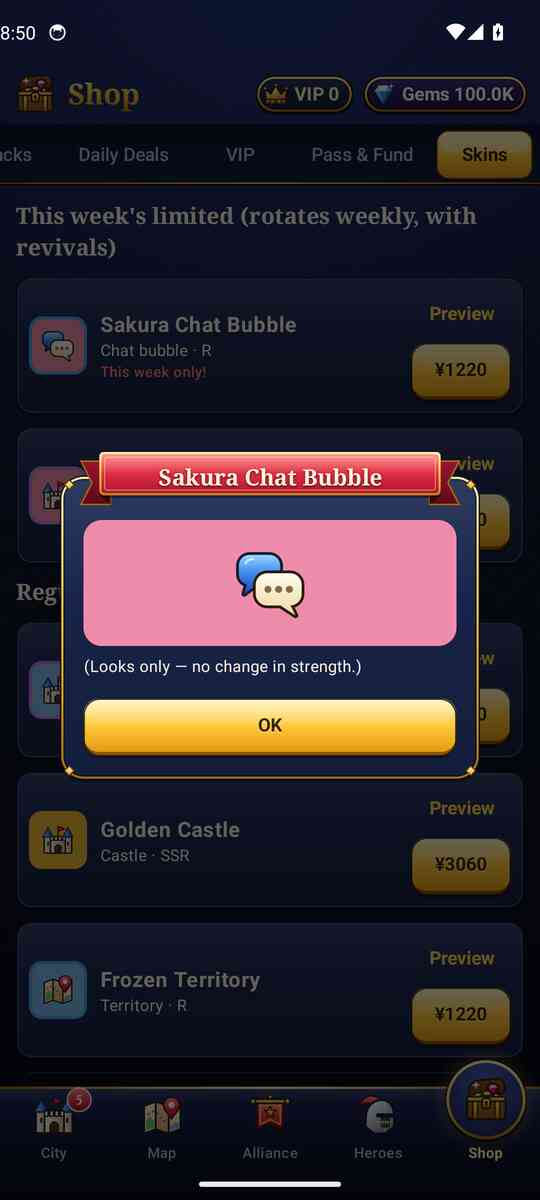 8:50
Shop
VIP 0
Gems 100.0K
acks
Daily Deals
VIP
Pass & Fund
Skins
This week's limited (rotates weekly, with
revivals)
Sakura Chat Bubble
Chat bubble · R
This week only!
Preview
¥1220
Sakura Chat Bubble
(Looks only — no change in strength.)
OK
Golden Castle
Castle · SSR
Preview
¥3060
Frozen Territory
Territory · R
Preview
¥1220
5
City
Map
Alliance
Heroes
Shop